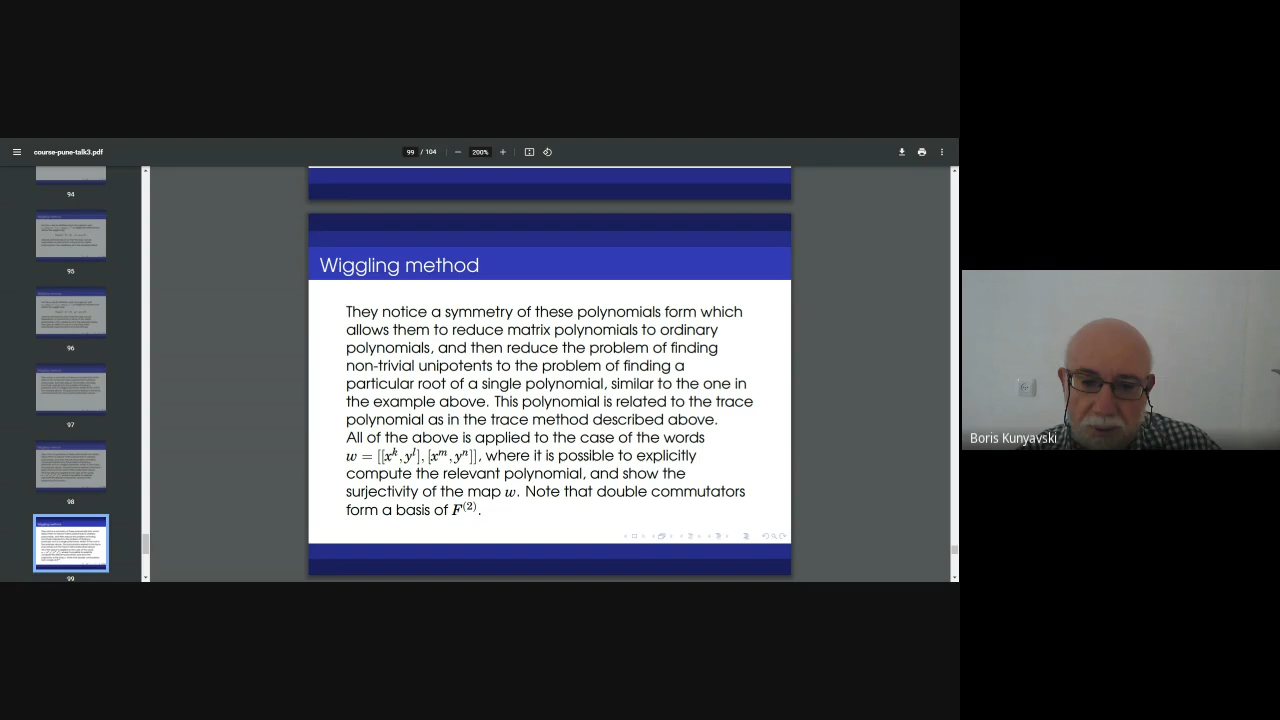 course-pune-talk3.pdf
99 / 104
200%
94
95
96
97
98
99
Wiggling method
They notice a symmetry of these polynomials form which
allows them to reduce matrix polynomials to ordinary
polynomials, and then reduce the problem of finding
non-trivial unipotents to the problem of finding a
particular root of a single polynomial, similar to the one in
the example above. This polynomial is related to the trace
polynomial as in the trace method described above.
All of the above is applied to the case of the words
w = [[x^k, y^l], [x^m, y^n]], where it is possible to explicitly
compute the relevant polynomial, and show the
surjectivity of the map w. Note that double commutators
form a basis of F^(2).
Boris Kunyavski